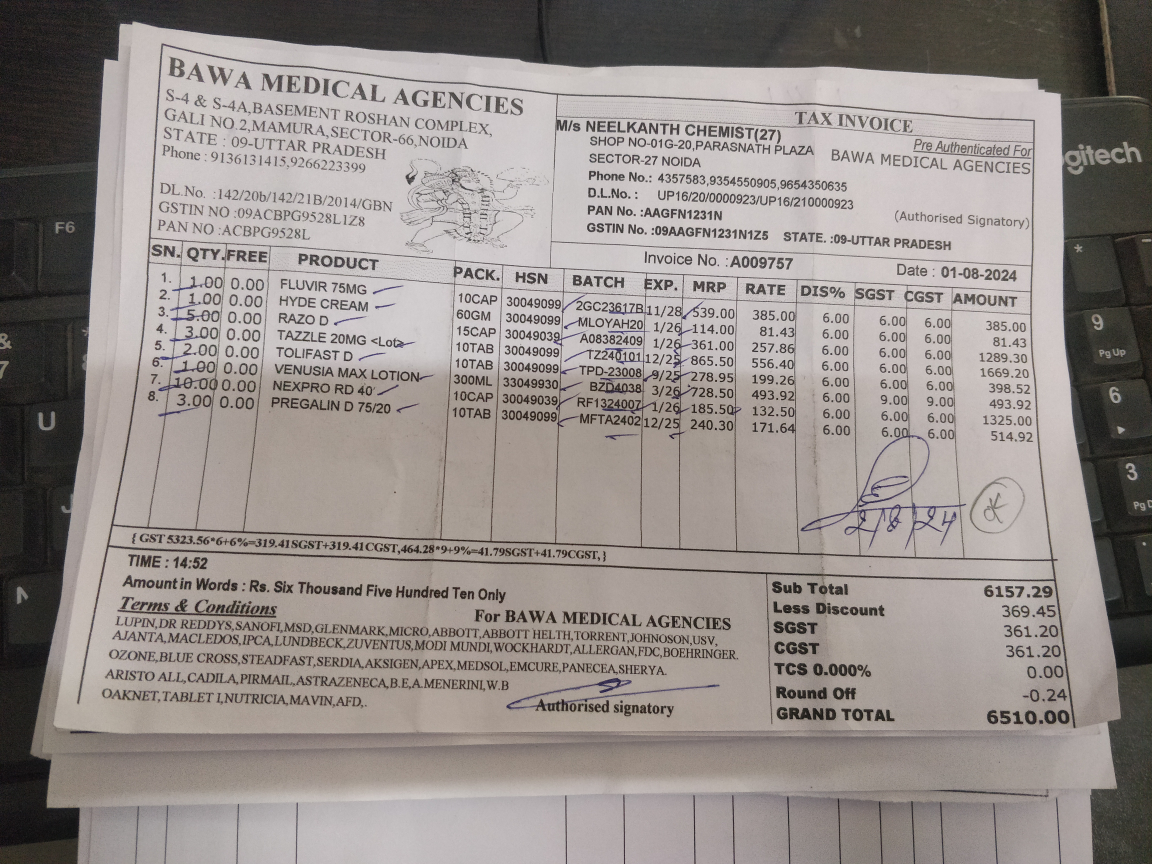 BAWA MEDICAL AGENCIES
S-4 & S-4A,BASEMENT ROSHAN COMPLEX,
GALI NO.2,MAMURA,SECTOR-66,NOIDA
STATE : 09-UTTAR PRADESH
Phone : 9136131415,9266223399
DL.No. :142/20b/142/21B/2014/GBN
GSTIN NO :09ACBPG9528L1Z8
PAN NO :ACBPG9528L
TAX INVOICE
M/s NEELKANTH CHEMIST(27)
SHOP NO-01G-20,PARASNATH PLAZA
SECTOR-27 NOIDA
Phone No.: 4357583,9354550905,9654350635
D.L.No.: UP16/20/0000923/UP16/210000923
PAN No. :AAGFN1231N
GSTIN No. :09AAGFN1231N1Z5 STATE. :09-UTTAR PRADESH
Pre Authenticated For
BAWA MEDICAL AGENCIES
(Authorised Signatory)
Invoice No. :A009757 Date : 01-08-2024
SN. QTY. FREE PRODUCT PACK. HSN BATCH EXP. MRP RATE DIS% SGST CGST AMOUNT
1. 1.00 0.00 FLUVIR 75MG 10CAP 30049099 2GC23617B 11/28 539.00 385.00 6.00 6.00 6.00 385.00
2. 1.00 0.00 HYDE CREAM 60GM 30049099 MLOYAH20 1/26 114.00 81.43 6.00 6.00 6.00 81.43
3. 5.00 0.00 RAZO D 15CAP 30049039 A08382409 1/26 361.00 257.86 6.00 6.00 6.00 1289.30
4. 3.00 0.00 TAZZLE 20MG <Lot> 10TAB 30049099 TZ240101 12/25 865.50 556.40 6.00 6.00 6.00 1669.20
5. 2.00 0.00 TOLIFAST D 10TAB 30049099 TPD-23008 9/25 278.95 199.26 6.00 6.00 6.00 398.52
6. 1.00 0.00 VENUSIA MAX LOTION 300ML 33049930 BZD4038 3/26 728.50 493.92 6.00 9.00 9.00 493.92
7. 10.00 0.00 NEXPRO RD 40 10CAP 30049039 RF1324007 1/26 185.50 132.50 6.00 6.00 6.00 1325.00
8. 3.00 0.00 PREGALIN D 75/20 10TAB 30049099 MFTA2402 12/25 240.30 171.64 6.00 6.00 6.00 514.92
2/8/24
OK
{ GST 5323.56*6+6%=319.41SGST+319.41CGST,464.28*9+9%=41.79SGST+41.79CGST,}
TIME : 14:52
Amount in Words : Rs. Six Thousand Five Hundred Ten Only
Terms & Conditions
For BAWA MEDICAL AGENCIES
LUPIN,DR REDDYS,SANOFI,MSD,GLENMARK,MICRO,ABBOTT,ABBOTT HELTH,TORRENT,JOHNOSON,USV,
AJANTA,MACLEDOS,IPCA,LUNDBECK,ZUVENTUS,MODI MUNDI,WOCKHARDT,ALLERGAN,FDC,BOEHRINGER.
OZONE,BLUE CROSS,STEADFAST,SERDIA,AKSIGEN,APEX,MEDSOL,EMCURE,PANECEA,SHERYA.
ARISTO ALL,CADILA,PIRMAIL,ASTRAZENECA,B.E,A.MENERINI,W.B
OAKNET,TABLET I,NUTRICIA,MAVIN,AFD,.
Authorised signatory
Sub Total 6157.29
Less Discount 369.45
SGST 361.20
CGST 361.20
TCS 0.000% 0.00
Round Off -0.24
GRAND TOTAL 6510.00
gitech
F6
&
7
U
J
N
*
-
9
Pg Up
6
3
Pg D